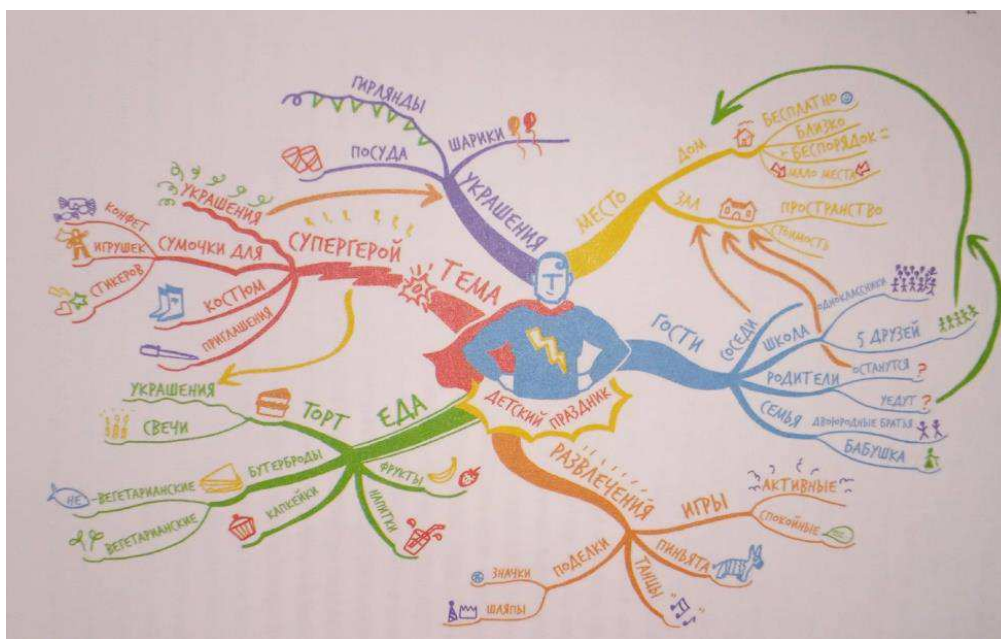 ДЕТСКИЙ ПРАЗДНИК
МЕСТО
ДОМ
БЕСПЛАТНО
БЛИЗКО
- БЕСПОРЯДОК =
МАЛО МЕСТА
ЗАЛ
ПРОСТРАНСТВО
СТОИМОСТЬ
ГОСТИ
СОСЕДИ
ШКОЛА
ОДНОКЛАССНИКИ
5 ДРУЗЕЙ
РОДИТЕЛИ
ОСТАНУТСЯ ?
УЕДУТ ?
СЕМЬЯ
ДВОЮРОДНЫЕ БРАТЬЯ
БАБУШКА
РАЗВЛЕЧЕНИЯ
ИГРЫ
АКТИВНЫЕ
СПОКОЙНЫЕ
ПИНЬЯТА
ТАНЦЫ
ПОДЕЛКИ
ЗНАЧКИ
ШЛЯПЫ
ЕДА
ФРУКТЫ
НАПИТКИ
КАПКЕЙКИ
БУТЕРБРОДЫ
НЕ -ВЕГЕТАРИАНСКИЕ
ВЕГЕТАРИАНСКИЕ
ТОРТ
УКРАШЕНИЯ
СВЕЧИ
ТЕМА
СУПЕРГЕРОЙ
УКРАШЕНИЯ
СУМОЧКИ ДЛЯ
КОНФЕТ
ИГРУШЕК
СТИКЕРОВ
КОСТЮМ
ПРИГЛАШЕНИЯ
УКРАШЕНИЯ
ГИРЛЯНДЫ
ПОСУДА
ШАРИКИ